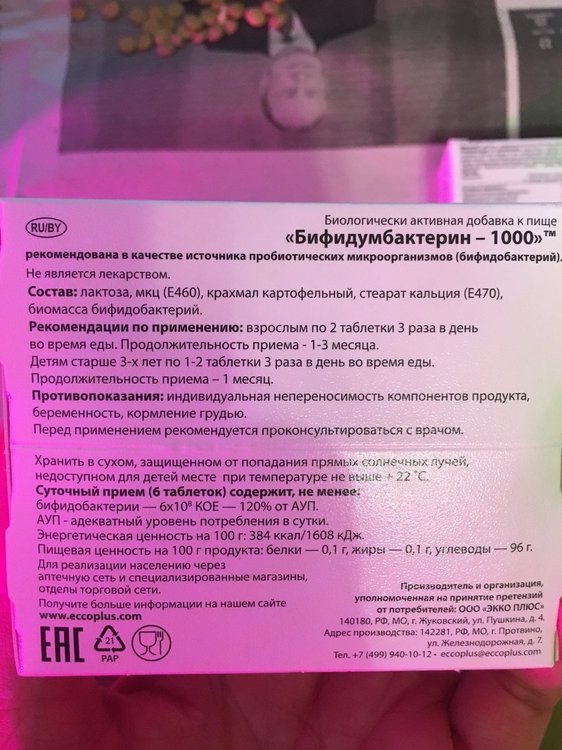 RU/BY
Биологически активная добавка к пище
«Бифидумбактерин – 1000»™
рекомендована в качестве источника пробиотических микроорганизмов (бифидобактерий).
Не является лекарством.
Состав: лактоза, мкц (Е460), крахмал картофельный, стеарат кальция (Е470),
биомасса бифидобактерий.
Рекомендации по применению: взрослым по 2 таблетки 3 раза в день
во время еды. Продолжительность приема - 1-3 месяца.
Детям старше 3-х лет по 1-2 таблетки 3 раза в день во время еды.
Продолжительность приема – 1 месяц.
Противопоказания: индивидуальная непереносимость компонентов продукта,
беременность, кормление грудью.
Перед применением рекомендуется проконсультироваться с врачом.
Хранить в сухом, защищенном от попадания прямых солнечных лучей,
недоступном для детей месте при температуре не выше + 22 °С.
Суточный прием (6 таблеток) содержит, не менее:
бифидобактерии — 6х10⁸ КОЕ — 120% от АУП.
АУП - адекватный уровень потребления в сутки.
Энергетическая ценность на 100 г: 384 ккал/1608 кДж.
Пищевая ценность на 100 г продукта: белки — 0,1 г, жиры — 0,1 г, углеводы — 96 г.
Для реализации населению через
аптечную сеть и специализированные магазины,
отделы торговой сети.
Получите больше информации на нашем сайте
www.eccoplus.com
EAC
21
PAP
Производитель и организация,
уполномоченная на принятие претензий
от потребителей: ООО «ЭККО ПЛЮС»
140180, РФ, МО, г. Жуковский, ул. Пушкина, д. 4.
Адрес производства: 142281, РФ, МО, г. Протвино,
ул. Железнодорожная, д. 7.
Тел. +7 (499) 940-10-12 • eccoplus@eccoplus.com